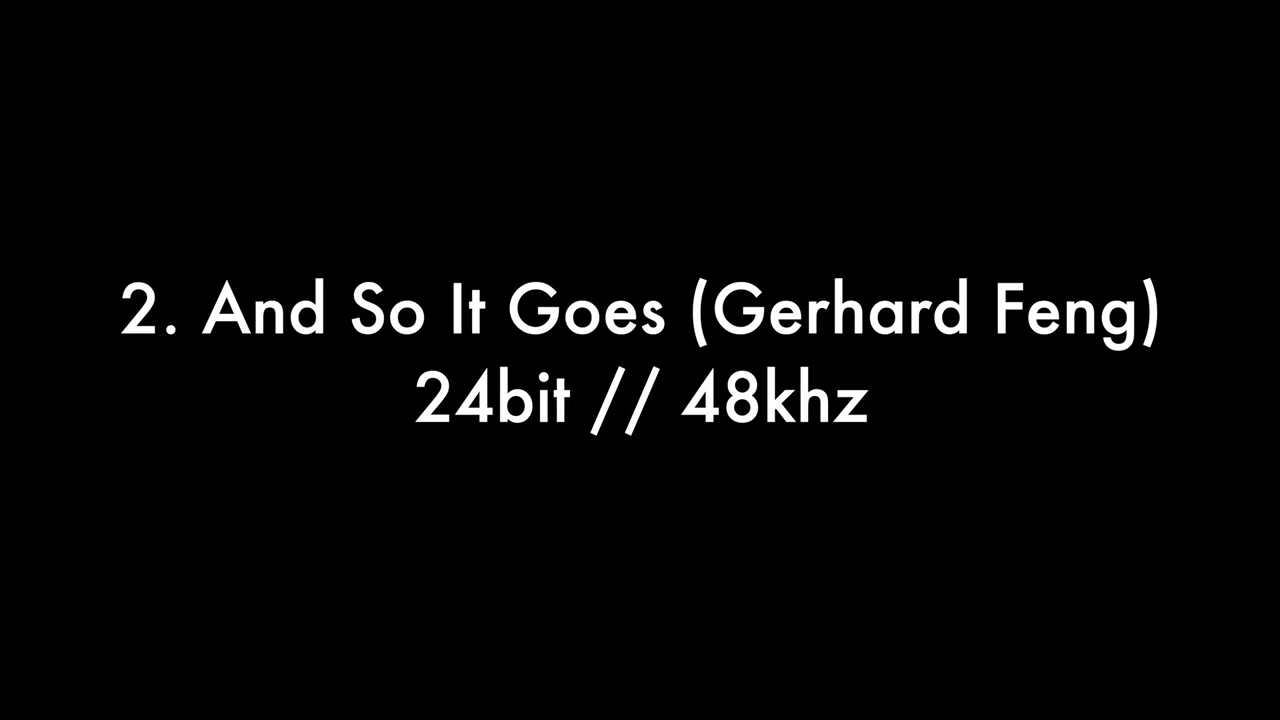 2. And So It Goes (Gerhard Feng)
24bit // 48khz